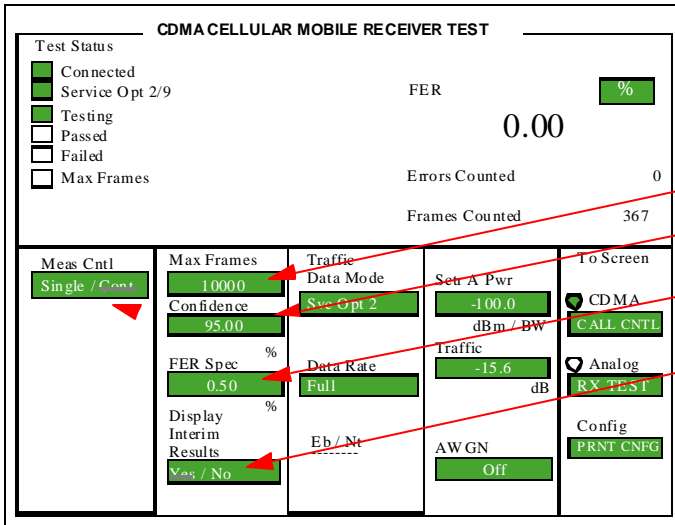 CDMA CELLULAR MOBILE RECEIVER TEST
Test Status
Connected
Service Opt 2/9
Testing
Passed
Failed
Max Frames
FER
%
0.00
Errors Counted 0
Frames Counted 367
Meas Cntl
Single / Cont
Max Frames
10000
Confidence
95.00
%
FER Spec
0.50
%
Display
Interim
Results
Yes / No
Traffic
Data Mode
Svc Opt 2
Data Rate
Full
Eb / Nt
Sctr A Pwr
-100.0
dBm / BW
Traffic
-15.6
dB
AWGN
Off
To Screen
CDMA
CALL CNTL
Analog
RX TEST
Config
PRNT CNFG